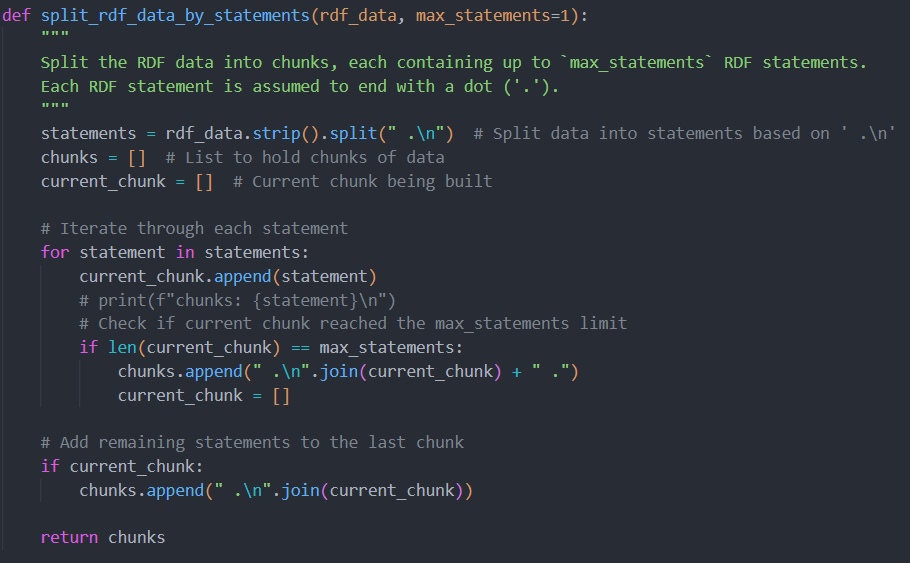 def split_rdf_data_by_statements(rdf_data, max_statements=1):
    """
    Split the RDF data into chunks, each containing up to `max_statements` RDF statements.
    Each RDF statement is assumed to end with a dot ('.').
    """
    statements = rdf_data.strip().split(" .\n")  # Split data into statements based on ' .\n'
    chunks = []  # List to hold chunks of data
    current_chunk = []  # Current chunk being built

    # Iterate through each statement
    for statement in statements:
        current_chunk.append(statement)
        # print(f"chunks: {statement}\n")
        # Check if current chunk reached the max_statements limit
        if len(current_chunk) == max_statements:
            chunks.append(" .\n".join(current_chunk) + " .")
            current_chunk = []

    # Add remaining statements to the last chunk
    if current_chunk:
        chunks.append(" .\n".join(current_chunk))

    return chunks